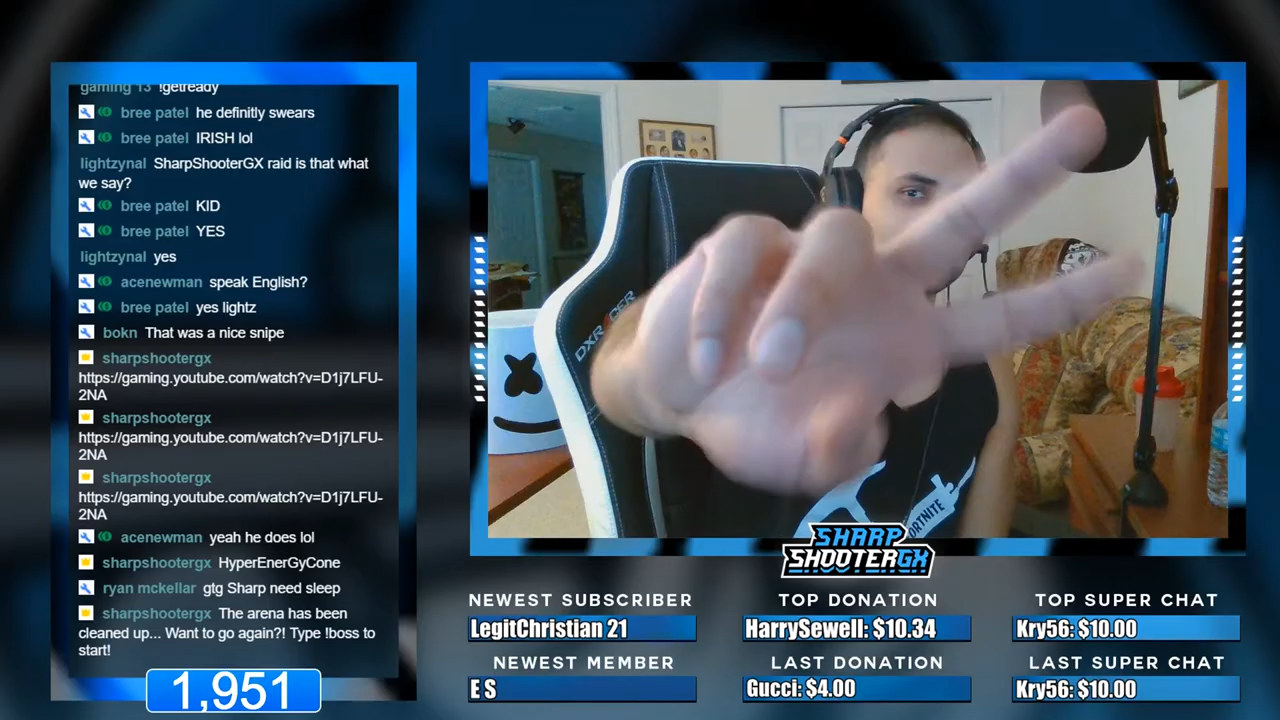 gaming 13 !getready
bree patel he definitly swears
bree patel IRISH lol
lightzynal SharpShooterGX raid is that what
we say?
bree patel KID
bree patel YES
lightzynal yes
acenewman speak English?
bree patel yes lightz
bokn That was a nice snipe
sharpshootergx
https://gaming.youtube.com/watch?v=D1j7LFU-
2NA
sharpshootergx
https://gaming.youtube.com/watch?v=D1j7LFU-
2NA
sharpshootergx
https://gaming.youtube.com/watch?v=D1j7LFU-
2NA
acenewman yeah he does lol
sharpshootergx HyperEnerGyCone
ryan mckellar gtg Sharp need sleep
sharpshootergx The arena has been
cleaned up... Want to go again?! Type !boss to
start!
1,951
DXRACER
FORTNITE
SHARP
SHOOTERGX
NEWEST SUBSCRIBER
LegitChristian 21
NEWEST MEMBER
E S
TOP DONATION
HarrySewell: $10.34
LAST DONATION
Gucci: $4.00
TOP SUPER CHAT
Kry56: $10.00
LAST SUPER CHAT
Kry56: $10.00